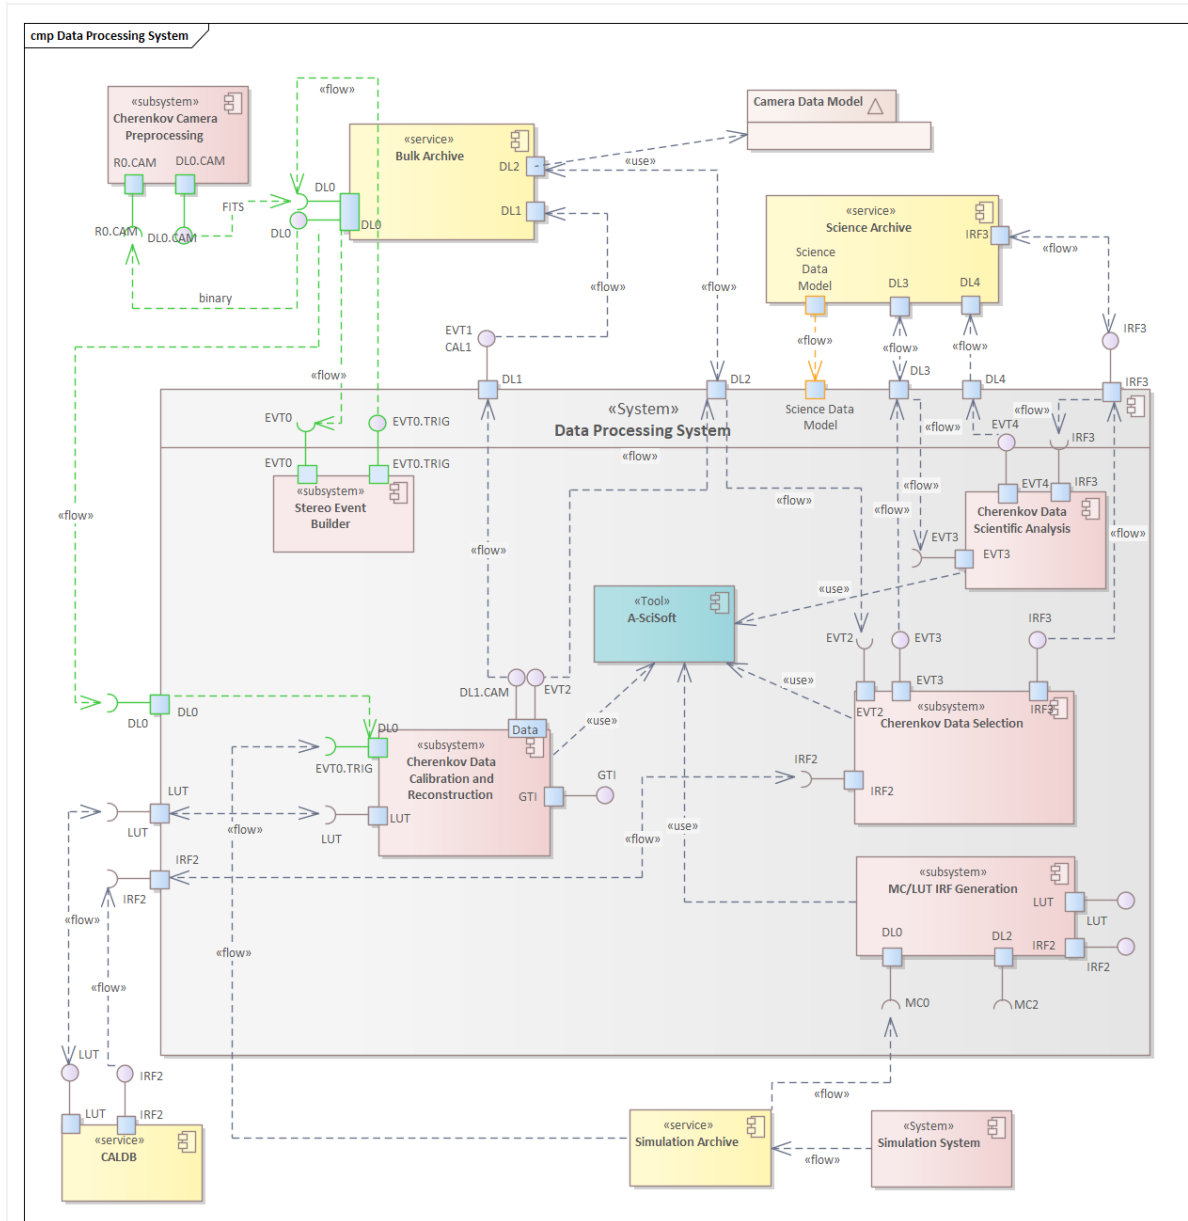 cmp Data Processing System
«subsystem»
Cherenkov Camera
Preprocessing
R0.CAM
DL0.CAM
R0.CAM
DL0.CAM
FITS
binary
«flow»
«service»
Bulk Archive
DL0
DL0
DL0
DL2
DL1
«use»
Camera Data Model
«service»
Science Archive
Science
Data
Model
DL3
DL4
IRF3
«flow»
IRF3
«flow»
«flow»
«flow»
«flow»
«flow»
EVT1
CAL1
DL1
DL2
Science Data
Model
DL3
DL4
IRF3
«flow»
«System»
Data Processing System
«flow»
EVT0
EVT0.TRIG
EVT0
EVT0.TRIG
«subsystem»
Stereo Event
Builder
«flow»
«flow»
«flow»
«flow»
EVT4
«flow»
IRF3
EVT4
IRF3
Cherenkov Data
Scientific Analysis
EVT3
EVT3
«flow»
«flow»
«flow»
«flow»
«Tool»
A-SciSoft
«use»
«use»
«use»
«use»
EVT2
EVT3
IRF3
EVT2
EVT3
IRF3
«subsystem»
Cherenkov Data Selection
IRF2
IRF2
DL1.CAM
EVT2
Data
DL0
DL0
DL0
EVT0.TRIG
«subsystem»
Cherenkov Data
Calibration and
Reconstruction
GTI
GTI
LUT
LUT
LUT
LUT
«flow»
«flow»
IRF2
IRF2
«flow»
«flow»
«flow»
«subsystem»
MC/LUT IRF Generation
LUT
LUT
DL0
DL2
IRF2
IRF2
MC0
MC2
LUT
IRF2
LUT
IRF2
«service»
CALDB
«flow»
«service»
Simulation Archive
«flow»
«System»
Simulation System